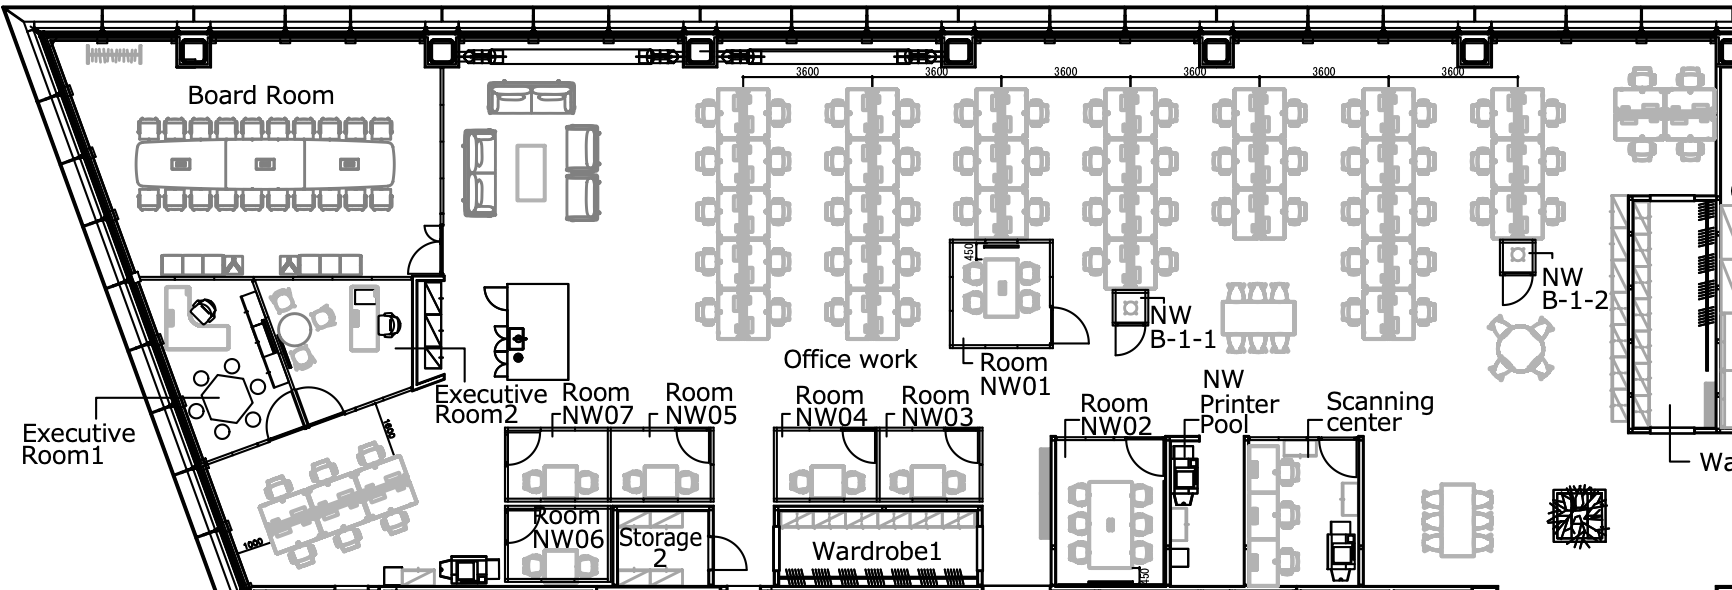 3600
3600
3600
3600
3600
3600
Board Room
450
NW
B-1-2
NW
B-1-1
Office work
Room
NW01
Executive
Room2
Room
NW07
Room
NW05
Room
NW04
Room
NW03
Room
NW02
NW
Printer
Pool
Scanning
center
Executive
Room1
1600
Wa
Room
NW06
Storage
2
Wardrobe1
1000
450